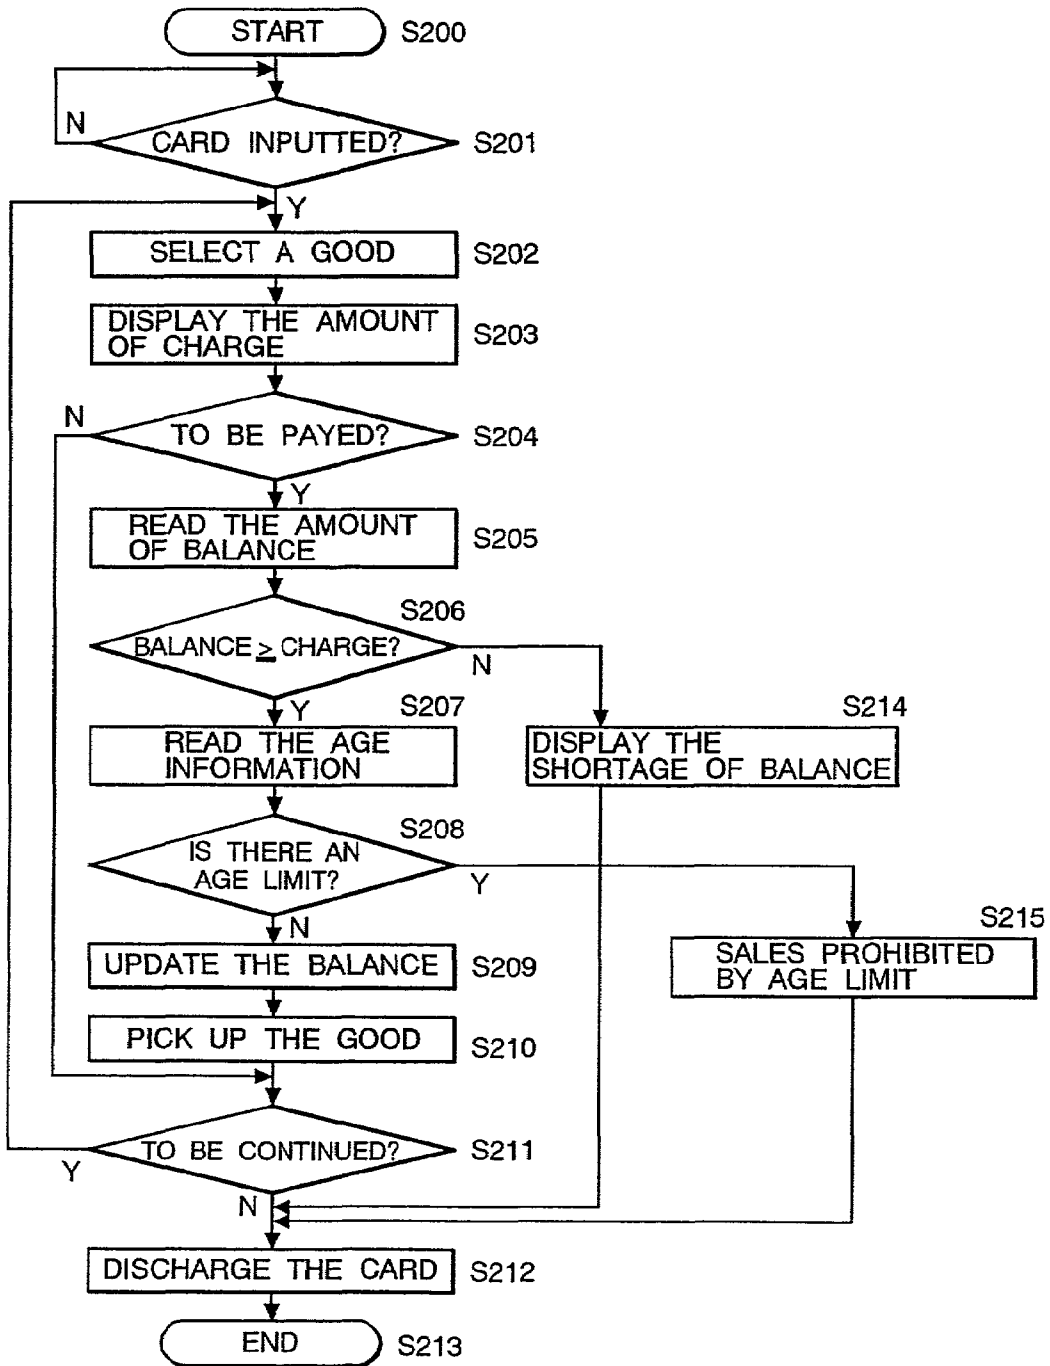 START S200
N
CARD INPUTTED? S201
Y
SELECT A GOOD S202
DISPLAY THE AMOUNT
OF CHARGE S203
N
TO BE PAYED? S204
Y
READ THE AMOUNT
OF BALANCE S205
S206
BALANCE ≥ CHARGE?
N
Y
S207
READ THE AGE
INFORMATION
S214
DISPLAY THE
SHORTAGE OF BALANCE
S208
IS THERE AN
AGE LIMIT?
Y
N
S215
SALES PROHIBITED
BY AGE LIMIT
UPDATE THE BALANCE S209
PICK UP THE GOOD S210
TO BE CONTINUED? S211
Y
N
DISCHARGE THE CARD S212
END S213